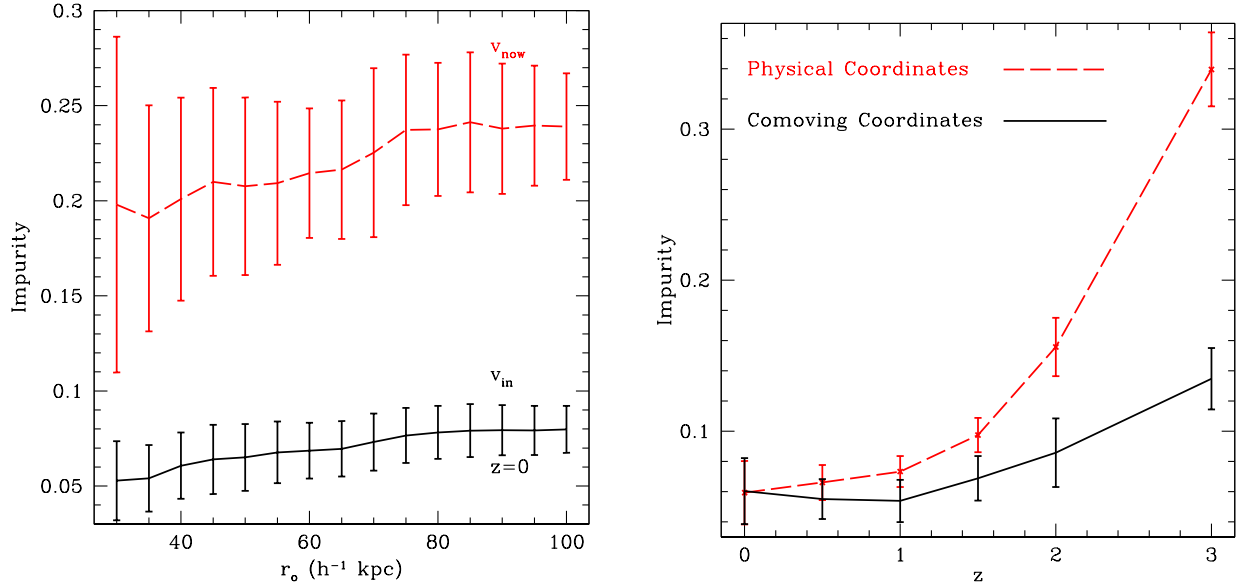 0.3
0.25
0.2
0.15
0.1
0.05
Impurity
v_now
v_in
z=0
40
60
80
100
r_o (h⁻¹ kpc)
Physical Coordinates
Comoving Coordinates
0.3
0.2
0.1
Impurity
0
1
2
3
z